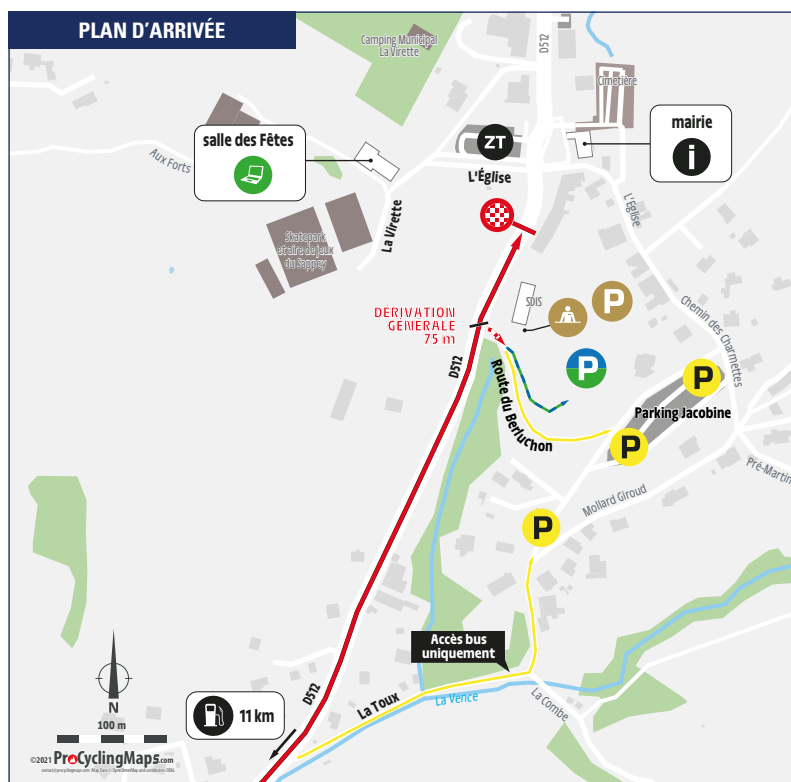 PLAN D'ARRIVÉE
Camping Municipal
La Virette
D512
Cimetière
salle des Fêtes
mairie
i
ZT
L'Église
Aux Forts
La Virette
L'Eglise
Skatepark
et aire de jeux
du Sappey
SDIS
P
DÉRIVATION
GÉNÉRALE
75 m
Chemin des Charmettes
D512
P
Route du Berluchon
P
Parking Jacobine
P
Pré-Martin
Mollard Giroud
P
Accès bus
uniquement
N
100 m
D512
11 km
La Toux
La Vence
La Combe
©2021 ProCyclingMaps.com